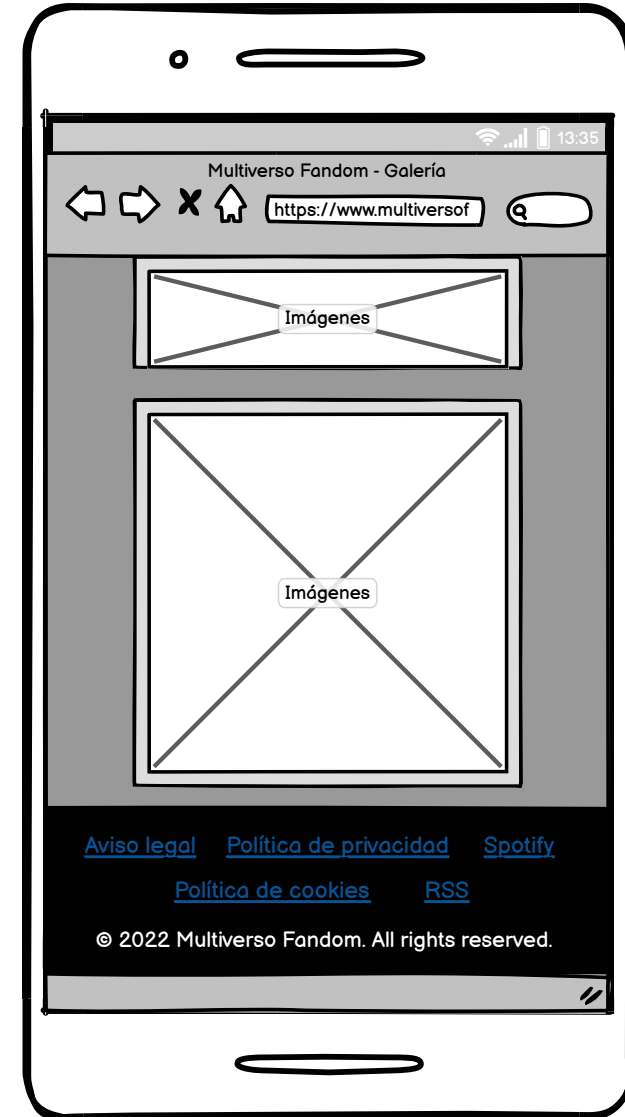 13:35
Multiverso Fandom - Galería
https://www.multiversof
Imágenes
Imágenes
Aviso legal Política de privacidad Spotify
Política de cookies RSS
© 2022 Multiverso Fandom. All rights reserved.